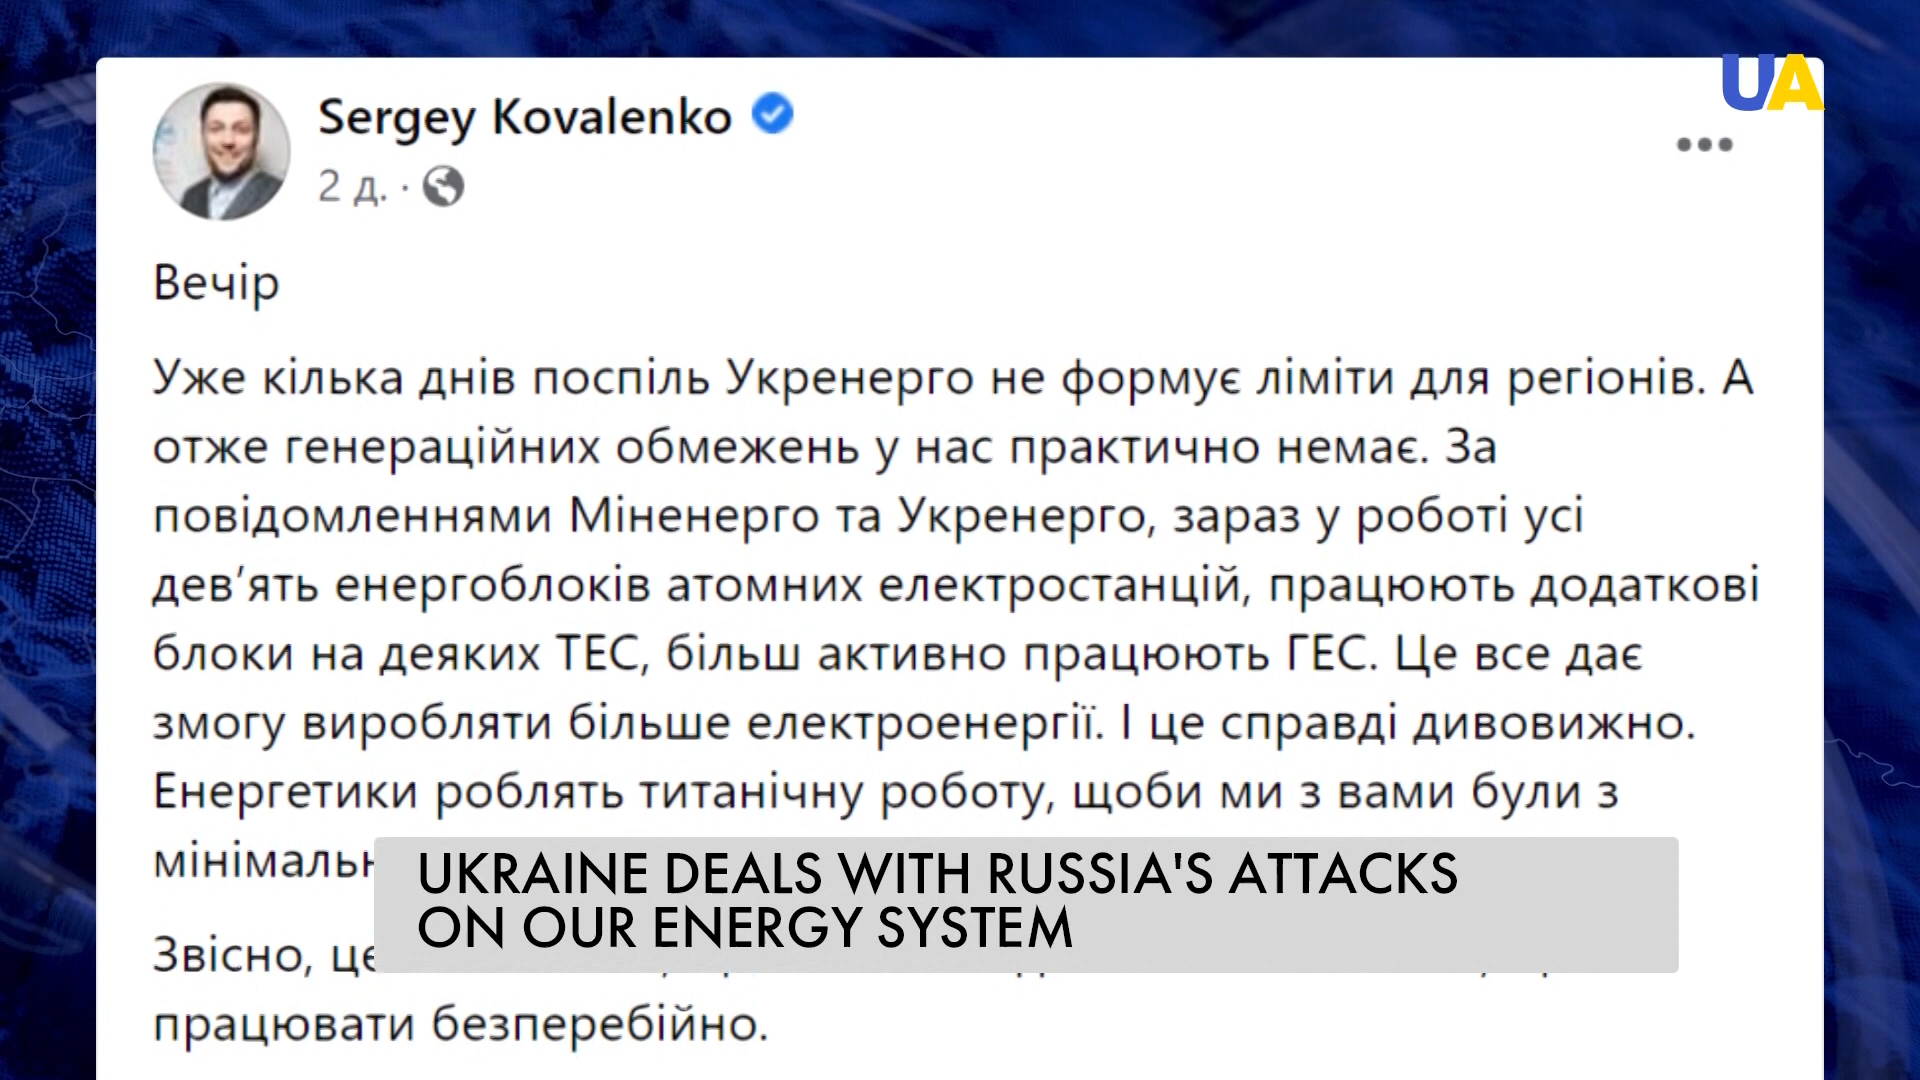 UA
Sergey Kovalenko
2 д. ·
Вечір
Уже кілька днів поспіль Укренерго не формує ліміти для регіонів. А
отже генераційних обмежень у нас практично немає. За
повідомленнями Міненерго та Укренерго, зараз у роботі усі
дев’ять енергоблоків атомних електростанцій, працюють додаткові
блоки на деяких ТЕС, більш активно працюють ГЕС. Це все дає
змогу виробляти більше електроенергії. І це справді дивовижно.
Енергетики роблять титанічну роботу, щоби ми з вами були з
UKRAINE DEALS WITH RUSSIA'S ATTACKS
ON OUR ENERGY SYSTEM
Звісно,
працювати безперебійно.